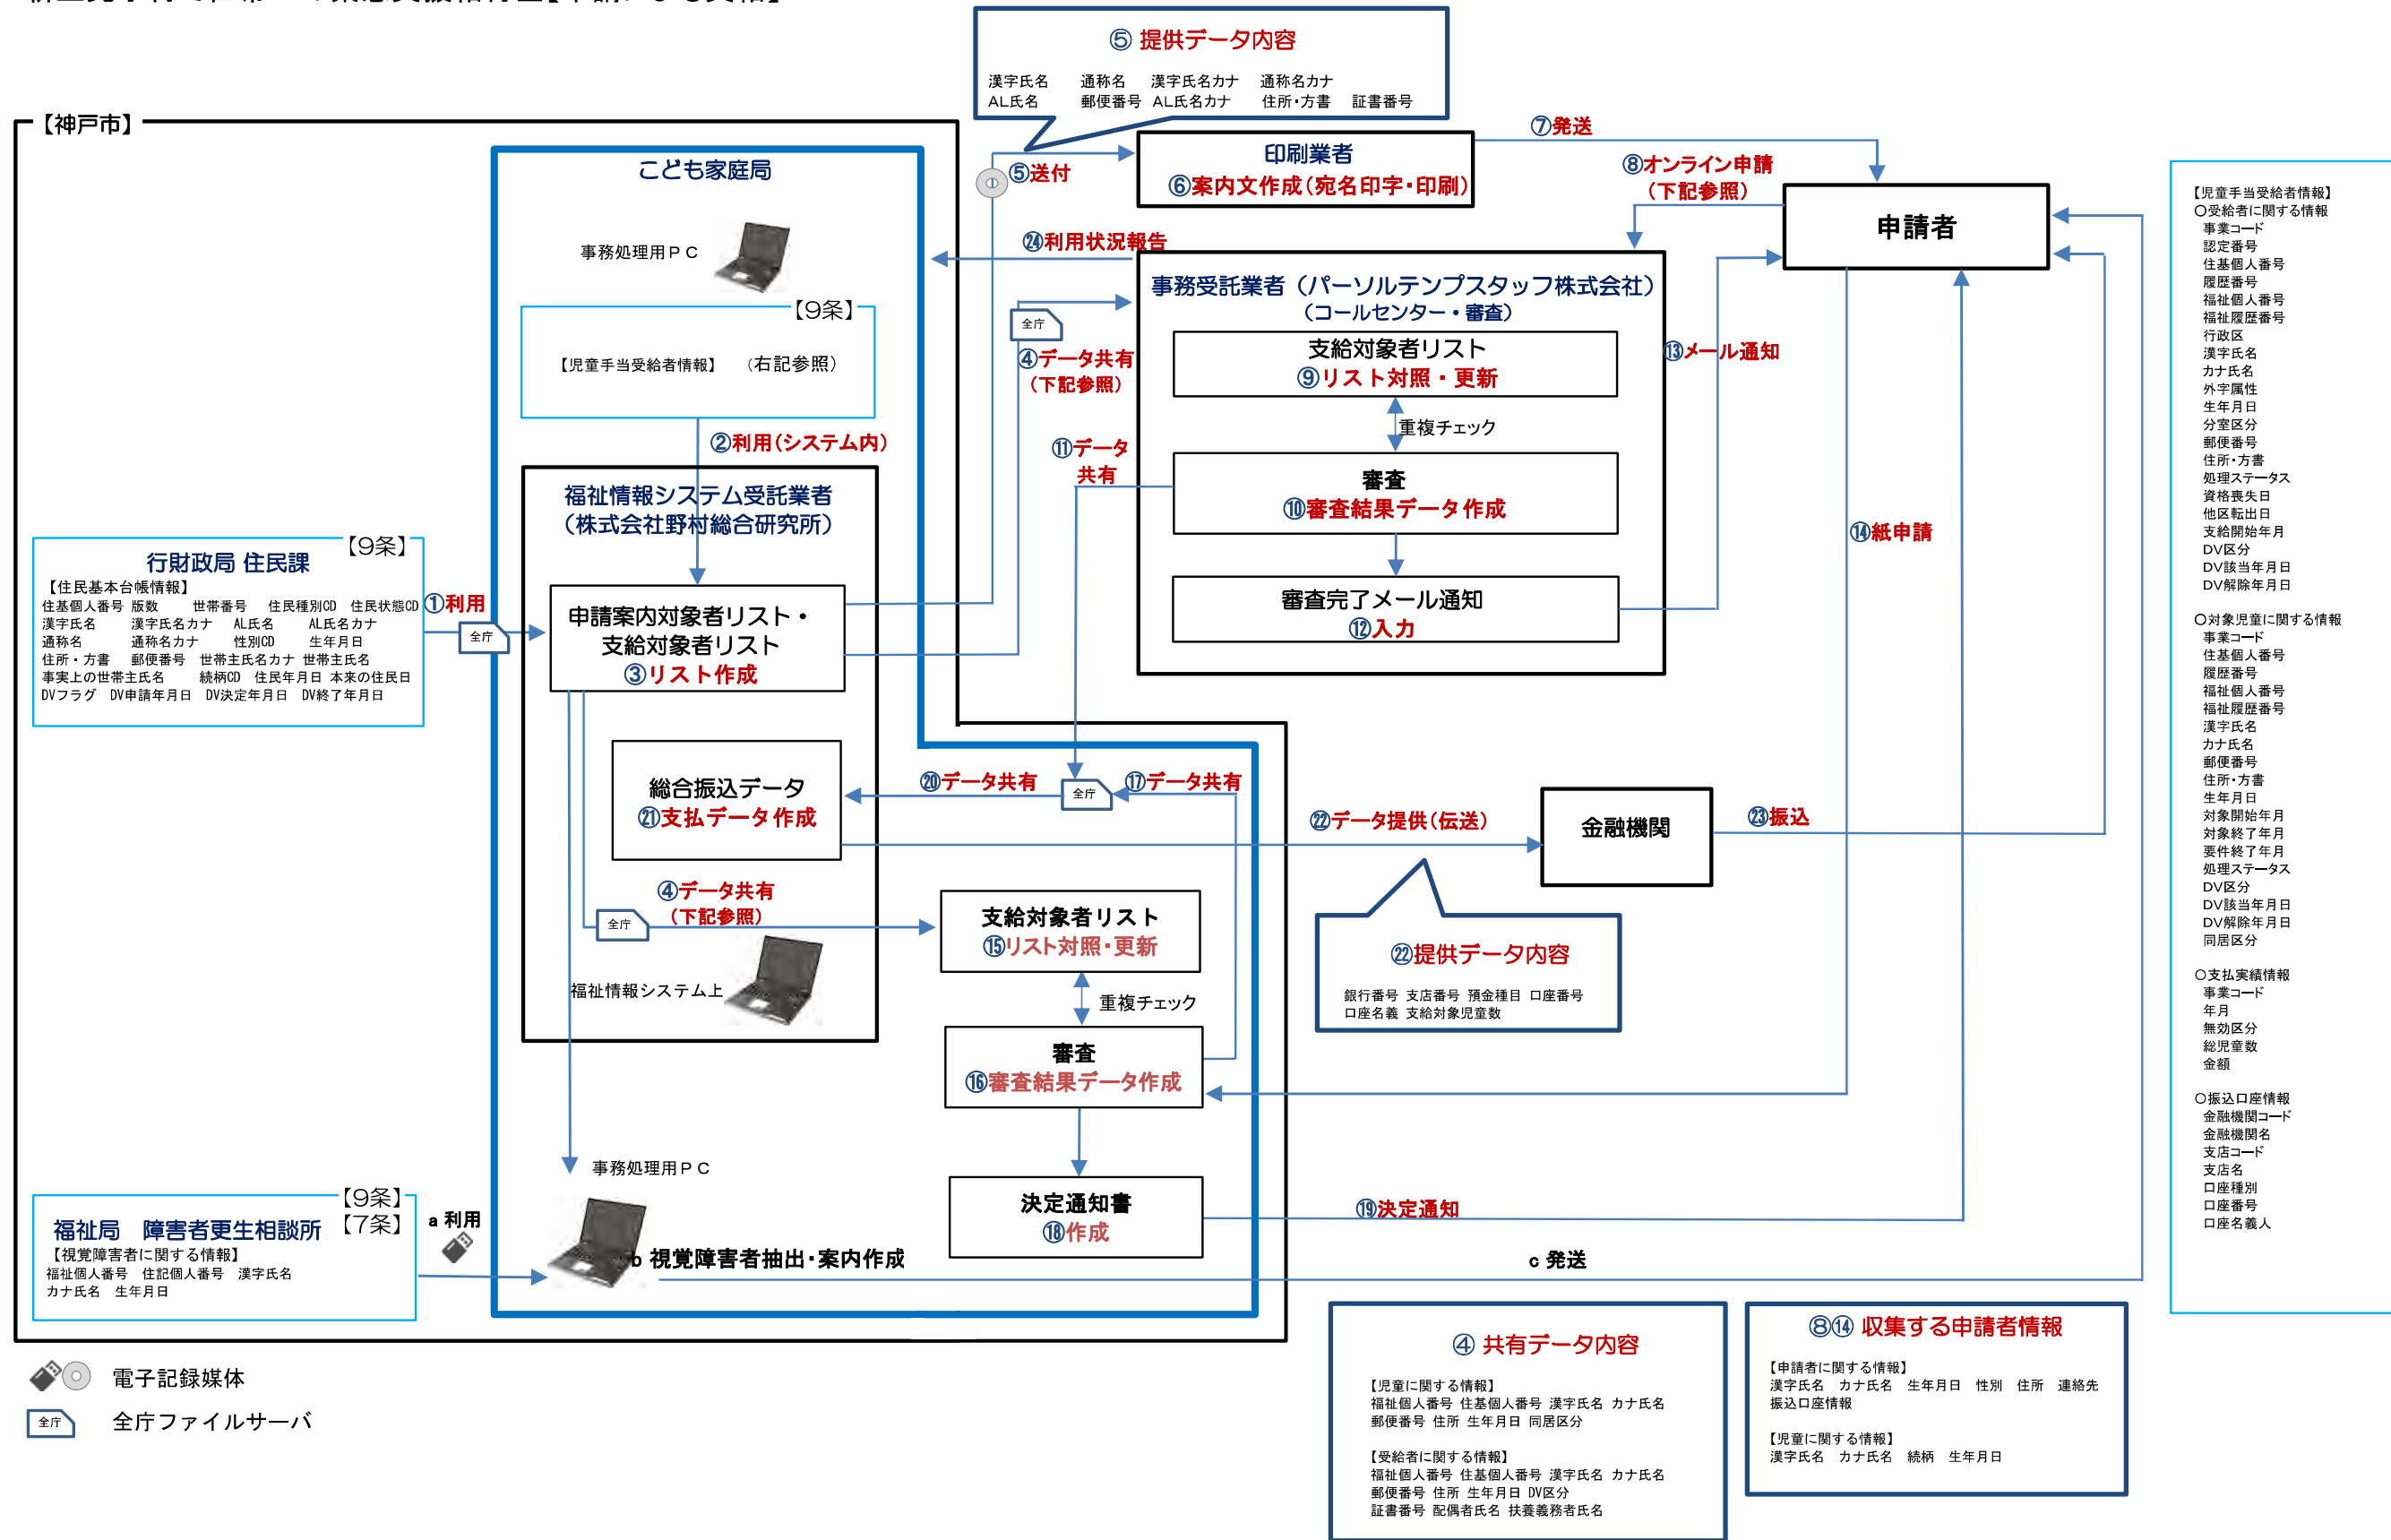 ⑤ 提供データ内容
漢字氏名 通称名 漢字氏名カナ 通称名カナ
AL氏名 郵便番号 AL氏名カナ 住所・方書 証書番号
【神戸市】
こども家庭局
事務処理用PC
【9条】
【児童手当受給者情報】 (右記参照)
②利用(システム内)
福祉情報システム受託業者
(株式会社野村総合研究所)
【9条】
行財政局 住民課
【住民基本台帳情報】
住基個人番号 版数 世帯番号 住民種別CD 住民状態CD
漢字氏名 漢字氏名カナ AL氏名 AL氏名カナ
通称名 通称名カナ 性別CD 生年月日
住所・方書 郵便番号 世帯主氏名カナ 世帯主氏名
事実上の世帯主氏名 続柄CD 住民年月日 本来の住民日
DVフラグ DV申請年月日 DV決定年月日 DV終了年月日
①利用
全庁
申請案内対象者リスト・
支給対象者リスト
③リスト作成
⑤送付
印刷業者
⑥案内文作成(宛名印字・印刷)
⑦発送
⑧オンライン申請
(下記参照)
申請者
㉔利用状況報告
全庁
④データ共有
(下記参照)
事務受託業者(パーソルテンプスタッフ株式会社)
(コールセンター・審査)
支給対象者リスト
⑨リスト対照・更新
重複チェック
審査
⑩審査結果データ作成
審査完了メール通知
⑫入力
⑪データ
共有
⑬メール通知
⑭紙申請
総合振込データ
㉑支払データ作成
⑳データ共有
全庁
⑰データ共有
㉒データ提供(伝送)
金融機関
㉓振込
④データ共有
(下記参照)
全庁
福祉情報システム上
支給対象者リスト
⑮リスト対照・更新
重複チェック
審査
⑯審査結果データ作成
決定通知書
⑱作成
⑲決定通知
㉒提供データ内容
銀行番号 支店番号 預金種目 口座番号
口座名義 支給対象児童数
事務処理用PC
【9条】
【7条】
福祉局 障害者更生相談所
【視覚障害者に関する情報】
福祉個人番号 住記個人番号 漢字氏名
カナ氏名 生年月日
a 利用
b 視覚障害者抽出・案内作成
c 発送
電子記録媒体
全庁
全庁ファイルサーバ
④ 共有データ内容
【児童に関する情報】
福祉個人番号 住基個人番号 漢字氏名 カナ氏名
郵便番号 住所 生年月日 同居区分
【受給者に関する情報】
福祉個人番号 住基個人番号 漢字氏名 カナ氏名
郵便番号 住所 生年月日 DV区分
証書番号 配偶者氏名 扶養義務者氏名
⑧⑭ 収集する申請者情報
【申請者に関する情報】
漢字氏名 カナ氏名 生年月日 性別 住所 連絡先
振込口座情報
【児童に関する情報】
漢字氏名 カナ氏名 続柄 生年月日
【児童手当受給者情報】
○受給者に関する情報
事業コード
認定番号
住基個人番号
履歴番号
福祉個人番号
福祉履歴番号
行政区
漢字氏名
カナ氏名
外字属性
生年月日
分室区分
郵便番号
住所・方書
処理ステータス
資格喪失日
他区転出日
支給開始年月
DV区分
DV該当年月日
DV解除年月日
○対象児童に関する情報
事業コード
住基個人番号
履歴番号
福祉個人番号
福祉履歴番号
漢字氏名
カナ氏名
郵便番号
住所・方書
生年月日
対象開始年月
対象終了年月
要件終了年月
処理ステータス
DV区分
DV該当年月日
DV解除年月日
同居区分
○支払実績情報
事業コード
年月
無効区分
総児童数
金額
○振込口座情報
金融機関コード
金融機関名
支店コード
支店名
口座種別
口座番号
口座名義人